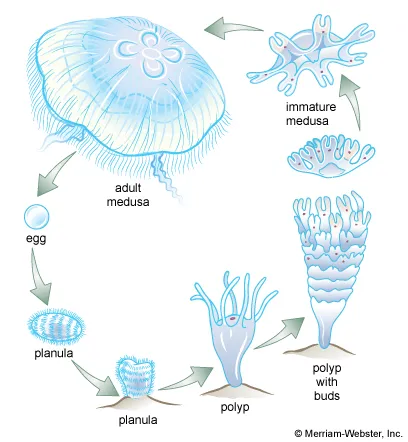 immature
medusa
adult
medusa
egg
planula
planula
polyp
polyp
with
buds
© Merriam-Webster, Inc.